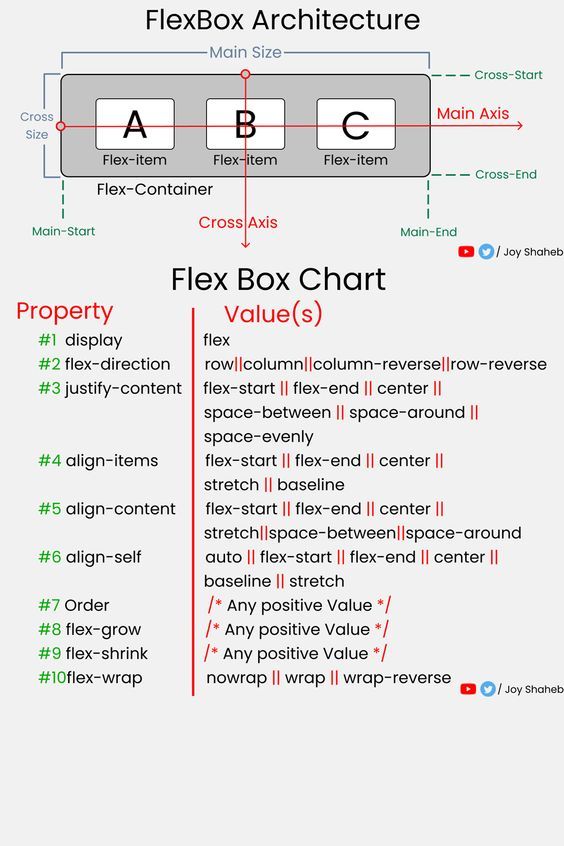 FlexBox Architecture
Main Size
Cross-Start
Cross
Size
A
B
C
Main Axis
Flex-item
Flex-item
Flex-item
Cross-End
Flex-Container
Cross Axis
Main-Start
Main-End
/ Joy Shaheb
Flex Box Chart
Property
Value(s)
#1 display
flex
#2 flex-direction
row||column||column-reverse||row-reverse
#3 justify-content
flex-start || flex-end || center ||
space-between || space-around ||
space-evenly
#4 align-items
flex-start || flex-end || center ||
stretch || baseline
#5 align-content
flex-start || flex-end || center ||
stretch||space-between||space-around
#6 align-self
auto || flex-start || flex-end || center ||
baseline || stretch
#7 Order
/* Any positive Value */
#8 flex-grow
/* Any positive Value */
#9 flex-shrink
/* Any positive Value */
#10flex-wrap
nowrap || wrap || wrap-reverse
/ Joy Shaheb